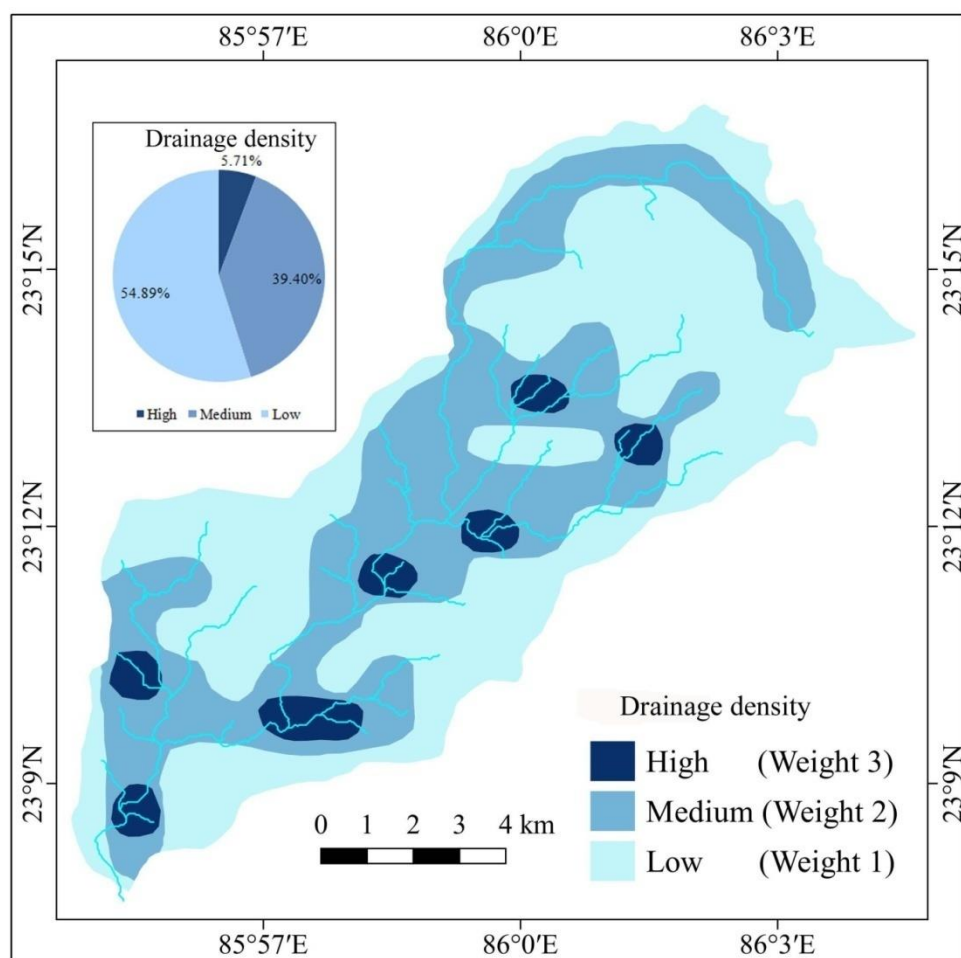 85°57′E 86°0′E 86°3′E
Drainage density
5.71%
39.40%
54.89%
High Medium Low
23°15′N 23°15′N
23°12′N 23°12′N
23°9′N 23°9′N
Drainage density
High (Weight 3)
Medium (Weight 2)
Low (Weight 1)
0 1 2 3 4 km
85°57′E 86°0′E 86°3′E